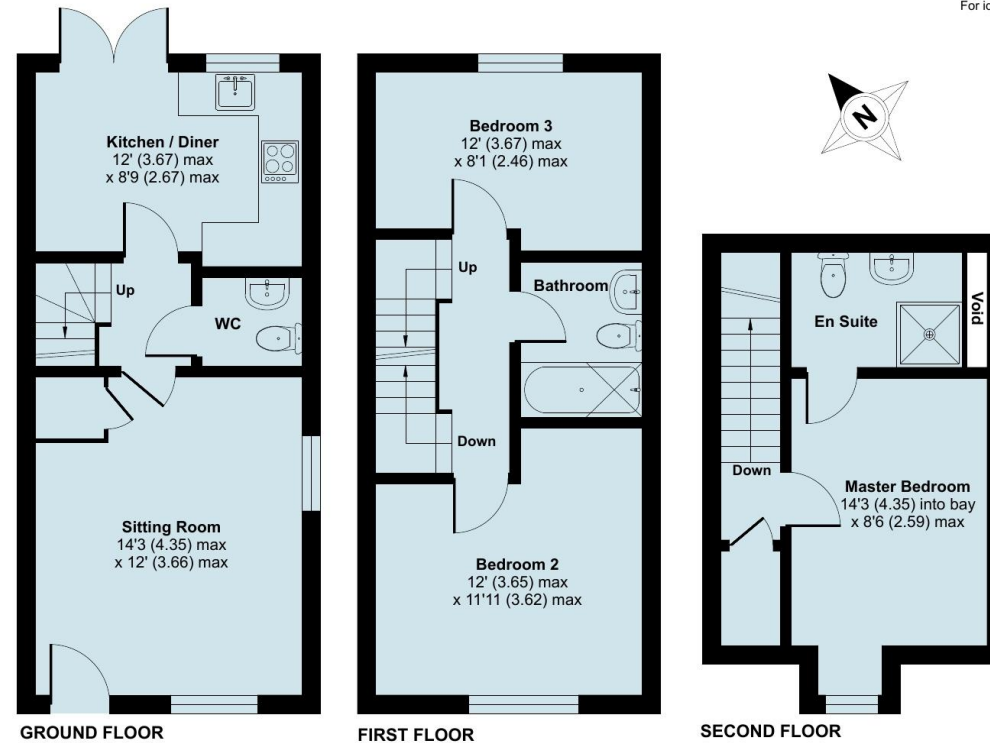 For ic
Kitchen / Diner
12' (3.67) max
x 8'9 (2.67) max
Up
WC
Sitting Room
14'3 (4.35) max
x 12' (3.66) max
GROUND FLOOR
Bedroom 3
12' (3.67) max
x 8'1 (2.46) max
Up
Bathroom
Down
Bedroom 2
12' (3.65) max
x 11'11 (3.62) max
FIRST FLOOR
N
En Suite
Void
Down
Master Bedroom
14'3 (4.35) into bay
x 8'6 (2.59) max
SECOND FLOOR